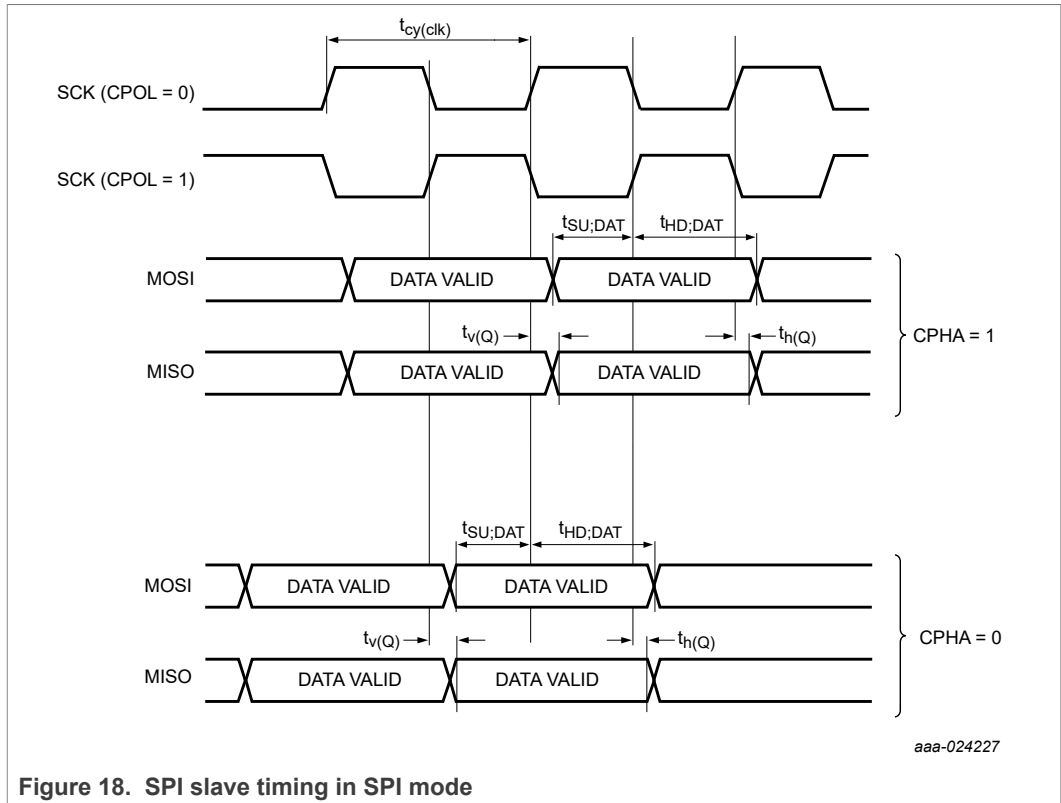 tcy(clk)
SCK (CPOL = 0)
SCK (CPOL = 1)
tSU;DAT tHD;DAT
MOSI DATA VALID DATA VALID
tv(Q) th(Q)
CPHA = 1
MISO DATA VALID DATA VALID
tSU;DAT tHD;DAT
MOSI DATA VALID DATA VALID
tv(Q) th(Q)
CPHA = 0
MISO DATA VALID DATA VALID
aaa-024227
Figure 18. SPI slave timing in SPI mode